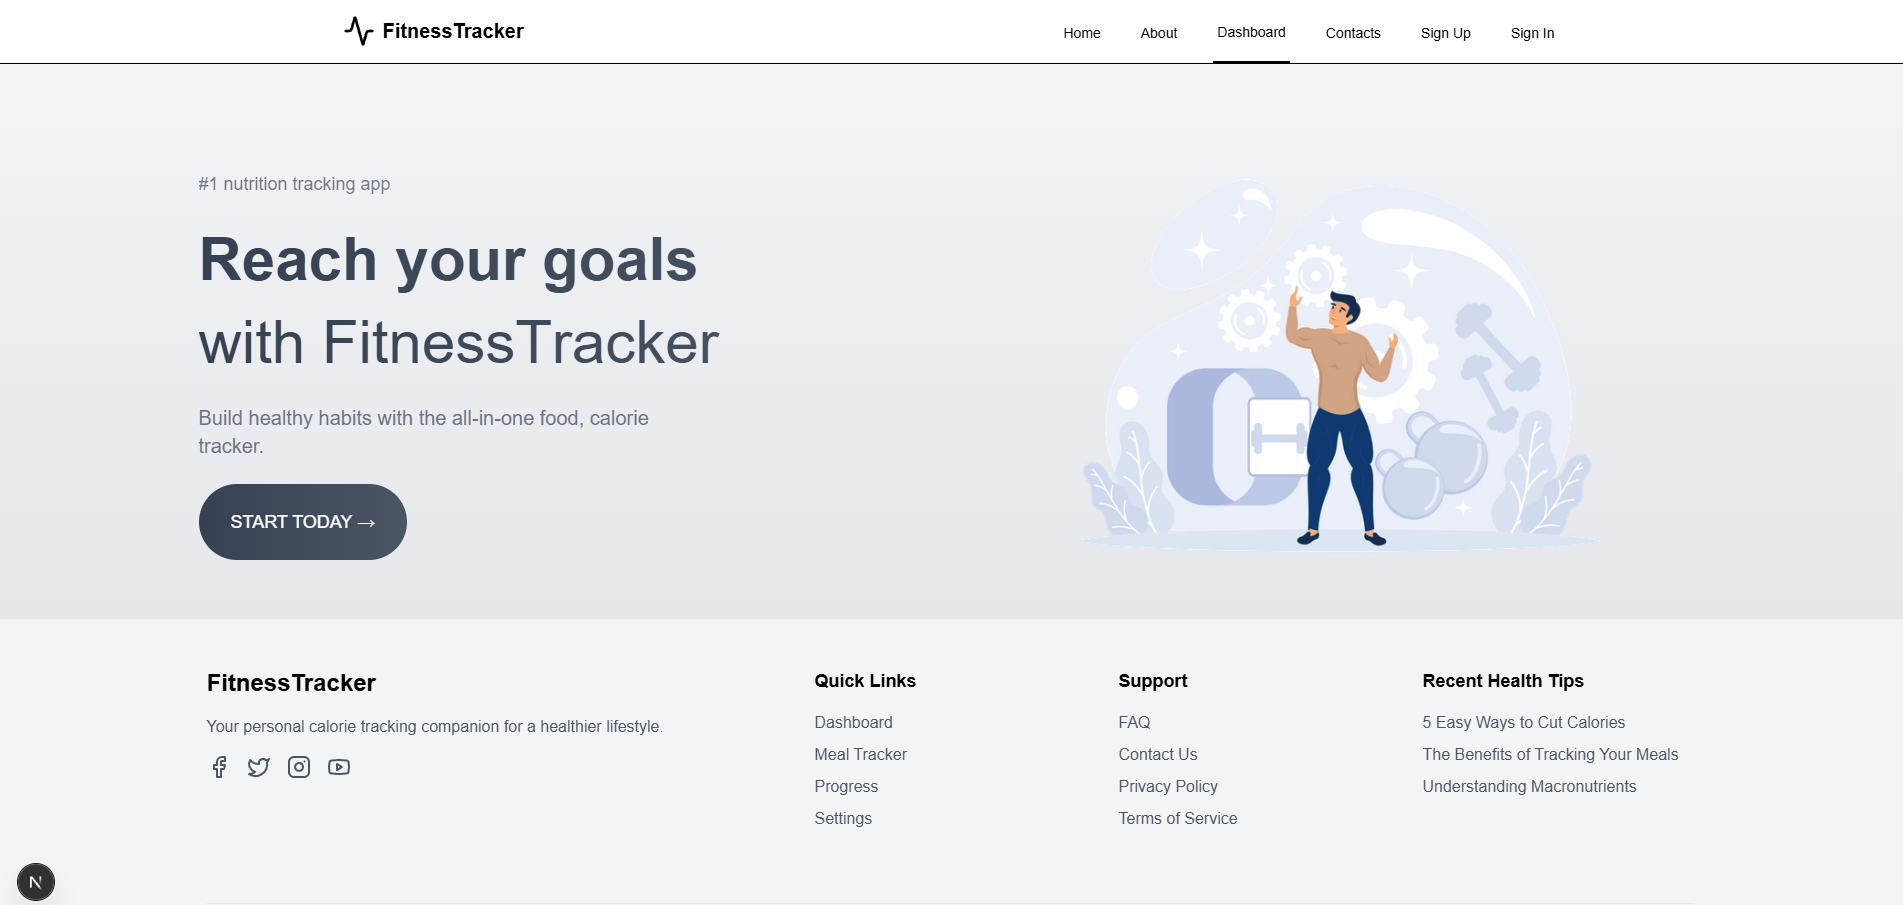 FitnessTracker
Home About Dashboard Contacts Sign Up Sign In
#1 nutrition tracking app
Reach your goals
with FitnessTracker
Build healthy habits with the all-in-one food, calorie
tracker.
START TODAY →
FitnessTracker
Your personal calorie tracking companion for a healthier lifestyle.
Quick Links
Dashboard
Meal Tracker
Progress
Settings
Support
FAQ
Contact Us
Privacy Policy
Terms of Service
Recent Health Tips
5 Easy Ways to Cut Calories
The Benefits of Tracking Your Meals
Understanding Macronutrients
N